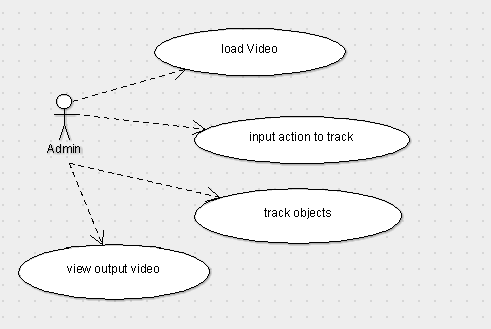 load Video
input action to track
Admin
track objects
view output video